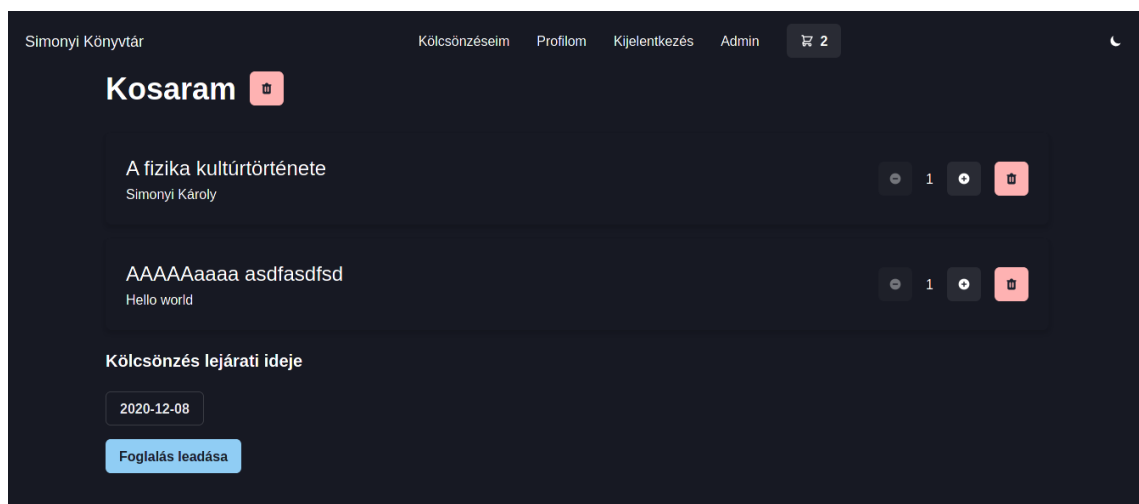 Simonyi Könyvtár
Kölcsönzéseim Profilom Kijelentkezés Admin 2
Kosaram
A fizika kultúrtörténete
Simonyi Károly
1
AAAAAaaaa asdfasdfsd
Hello world
1
Kölcsönzés lejárati ideje
2020-12-08
Foglalás leadása